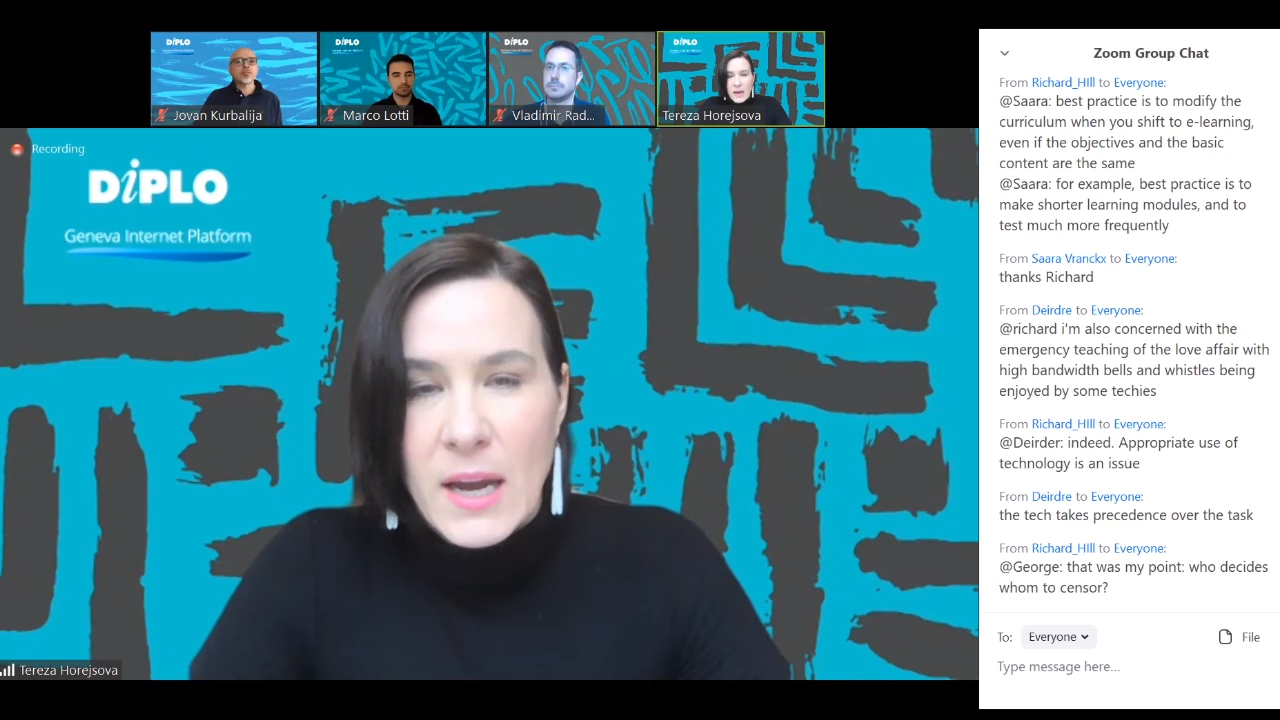 DiPLO
DiPLO
DiPLO
DiPLO
Jovan Kurbalija
Marco Lotti
Vladimir Rad...
Tereza Horejsova
Recording
DiPLO
Geneva Internet Platform
Tereza Horejsova
Zoom Group Chat
From Richard_HIll to Everyone:
@Saara: best practice is to modify the
curriculum when you shift to e-learning,
even if the objectives and the basic
content are the same
@Saara: for example, best practice is to
make shorter learning modules, and to
test much more frequently
From Saara Vranckx to Everyone:
thanks Richard
From Deirdre to Everyone:
@richard i'm also concerned with the
emergency teaching of the love affair with
high bandwidth bells and whistles being
enjoyed by some techies
From Richard_HIll to Everyone:
@Deirder: indeed. Appropriate use of
technology is an issue
From Deirdre to Everyone:
the tech takes precedence over the task
From Richard_HIll to Everyone:
@George: that was my point: who decides
whom to censor?
To: Everyone File
Type message here...